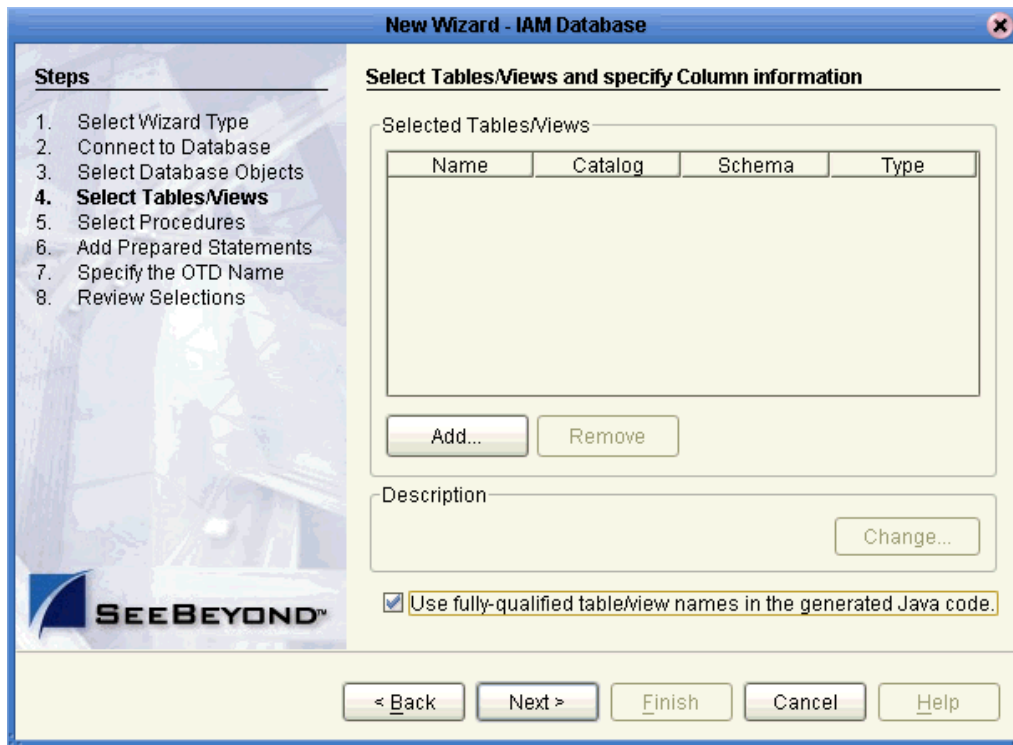 New Wizard - IAM Database
Steps
1. Select Wizard Type
2. Connect to Database
3. Select Database Objects
4. Select Tables/Views
5. Select Procedures
6. Add Prepared Statements
7. Specify the OTD Name
8. Review Selections
SEEBEYOND™
Select Tables/Views and specify Column information
Selected Tables/Views
Name Catalog Schema Type
Add... Remove
Description
Change...
Use fully-qualified table/view names in the generated Java code.
< Back Next > Finish Cancel Help